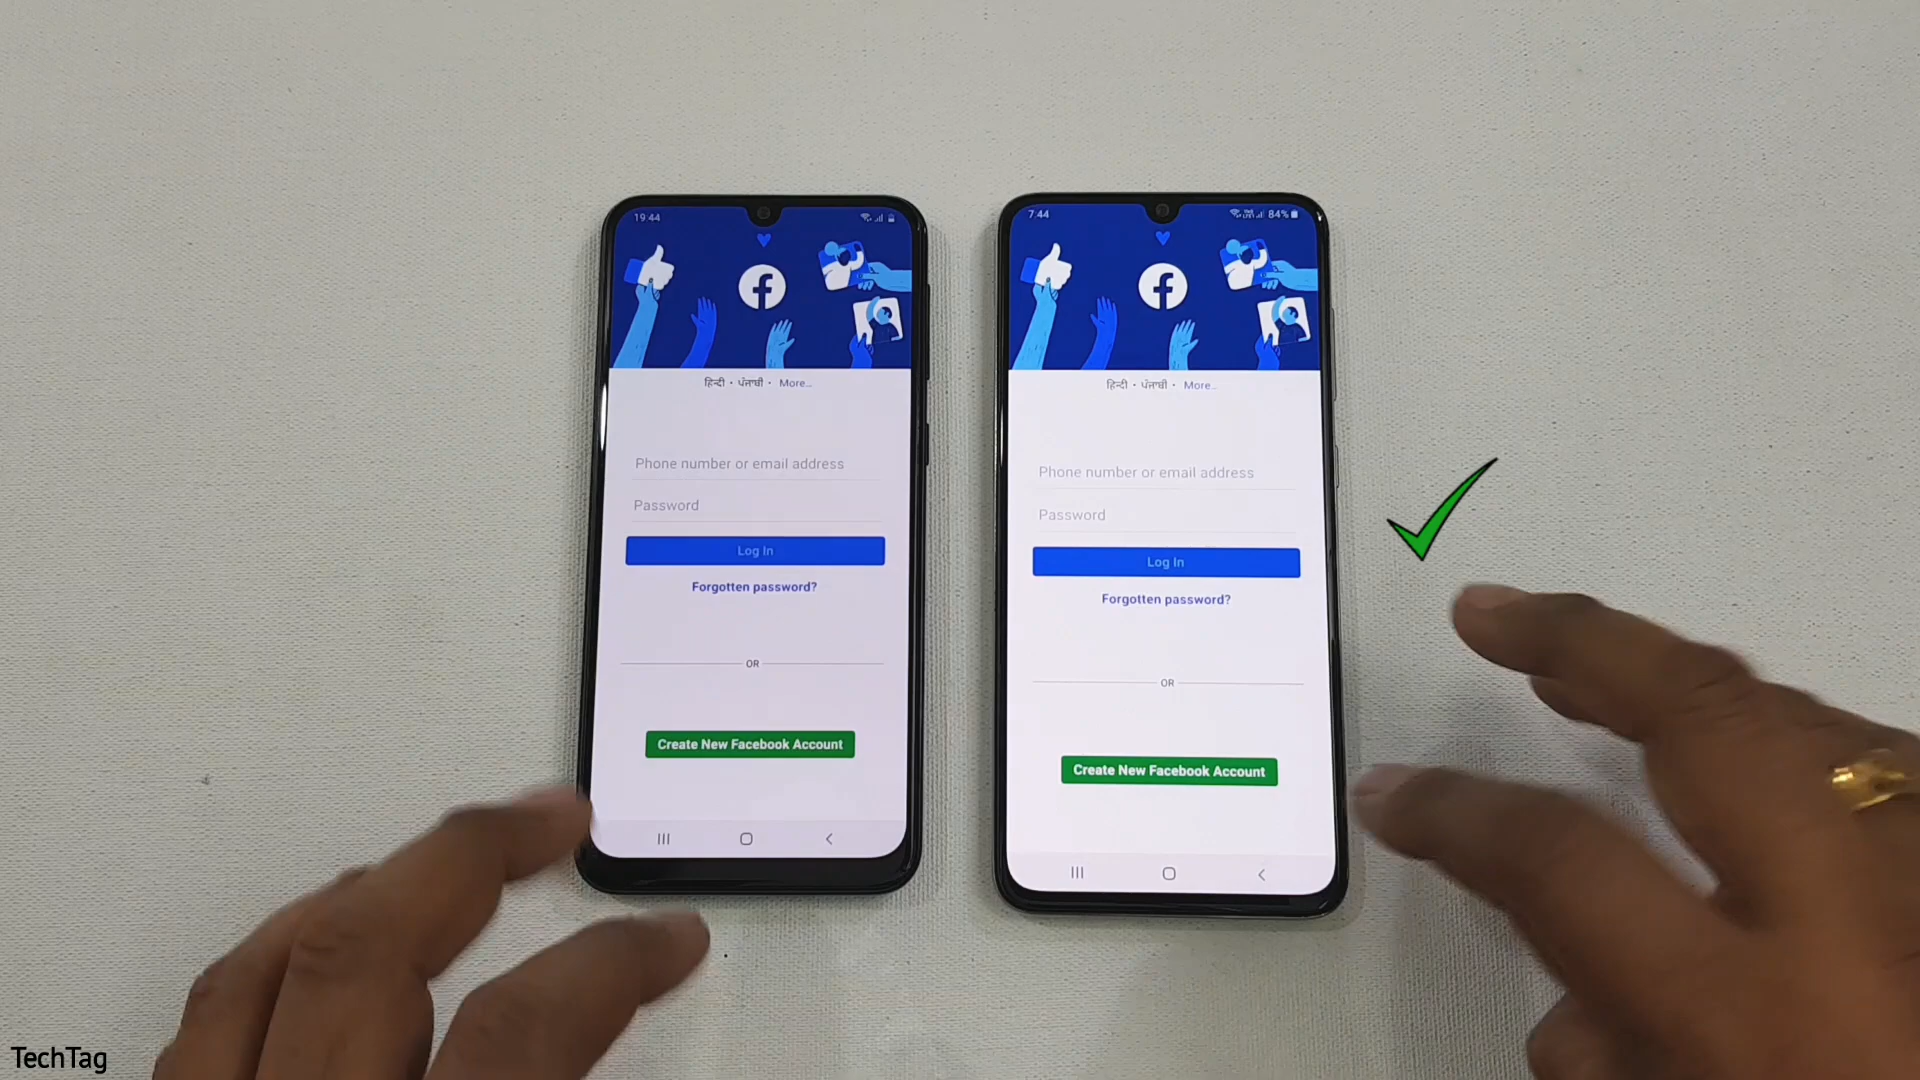 19:44
हिन्दी · ਪੰਜਾਬੀ · More...
Phone number or email address
Password
Log In
Forgotten password?
OR
Create New Facebook Account
7:44
84%
हिन्दी · ਪੰਜਾਬੀ · More...
Phone number or email address
Password
Log In
Forgotten password?
OR
Create New Facebook Account
TechTag